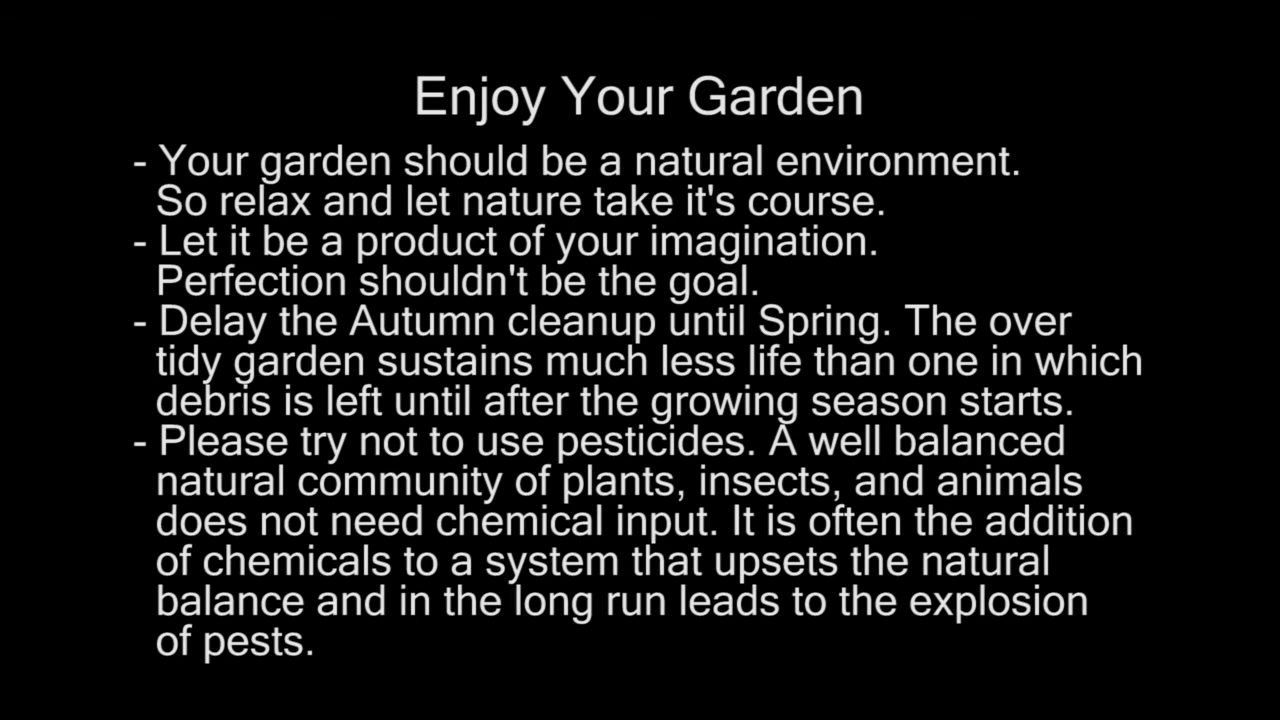 Enjoy Your Garden
- Your garden should be a natural environment.
So relax and let nature take it's course.
- Let it be a product of your imagination.
Perfection shouldn't be the goal.
- Delay the Autumn cleanup until Spring. The over
tidy garden sustains much less life than one in which
debris is left until after the growing season starts.
- Please try not to use pesticides. A well balanced
natural community of plants, insects, and animals
does not need chemical input. It is often the addition
of chemicals to a system that upsets the natural
balance and in the long run leads to the explosion
of pests.